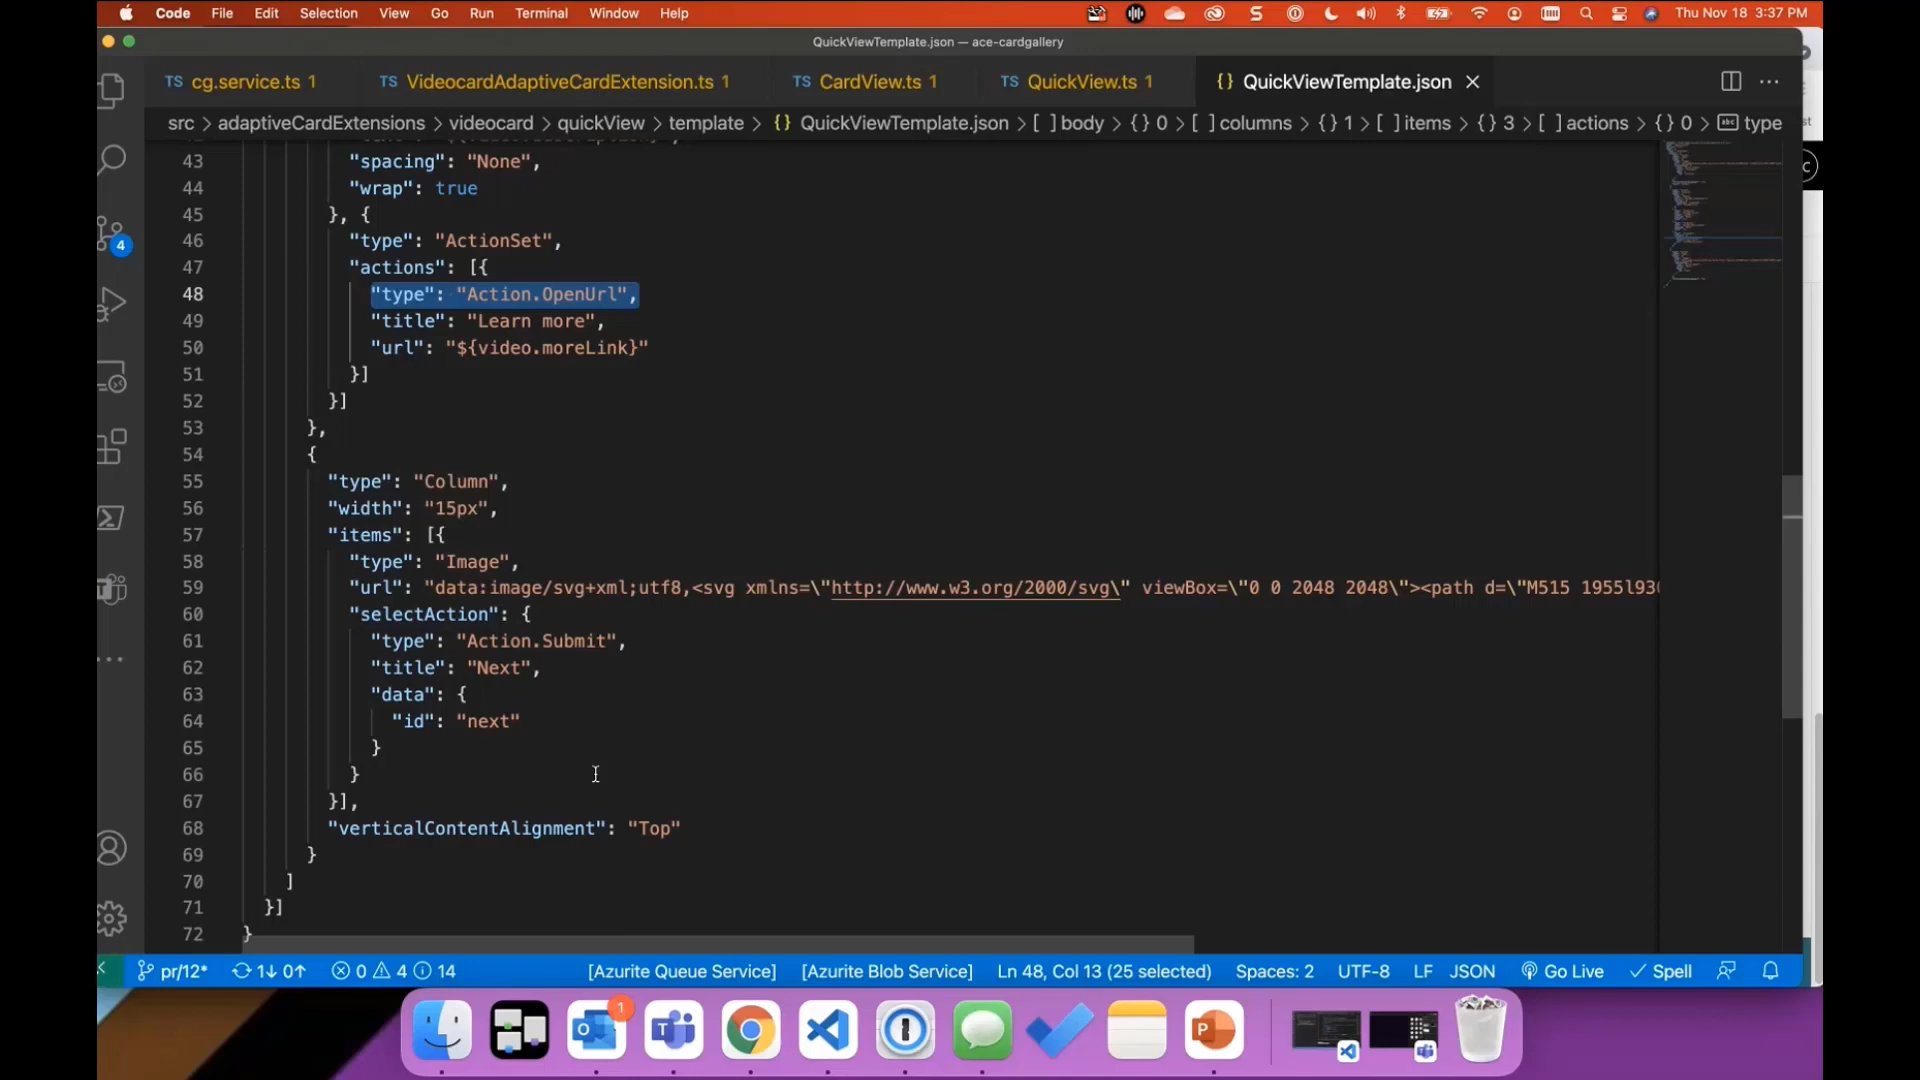 Code File Edit Selection View Go Run Terminal Window Help Thu Nov 18 3:37 PM
QuickViewTemplate.json — ace-cardgallery
TS cg.service.ts 1 TS VideocardAdaptiveCardExtension.ts 1 TS CardView.ts 1 TS QuickView.ts 1 {} QuickViewTemplate.json
src > adaptiveCardExtensions > videocard > quickView > template > {} QuickViewTemplate.json > [ ] body > {} 0 > [ ] columns > {} 1 > [ ] items > {} 3 > [ ] actions > {} 0 > abc type
43 "spacing": "None",
44 "wrap": true
45 }, {
46 "type": "ActionSet",
47 "actions": [{
48 "type": "Action.OpenUrl",
49 "title": "Learn more",
50 "url": "${video.moreLink}"
51 }]
52 }]
53 },
54 {
55 "type": "Column",
56 "width": "15px",
57 "items": [{
58 "type": "Image",
59 "url": "data:image/svg+xml;utf8,<svg xmlns=\"http://www.w3.org/2000/svg\" viewBox=\"0 0 2048 2048\"><path d=\"M515 1955l930
60 "selectAction": {
61 "type": "Action.Submit",
62 "title": "Next",
63 "data": {
64 "id": "next"
65 }
66 }
67 }],
68 "verticalContentAlignment": "Top"
69 }
70 ]
71 }]
72 }
4
pr/12* 1↓ 0↑ 0 4 14 [Azurite Queue Service] [Azurite Blob Service] Ln 48, Col 13 (25 selected) Spaces: 2 UTF-8 LF JSON Go Live Spell
1